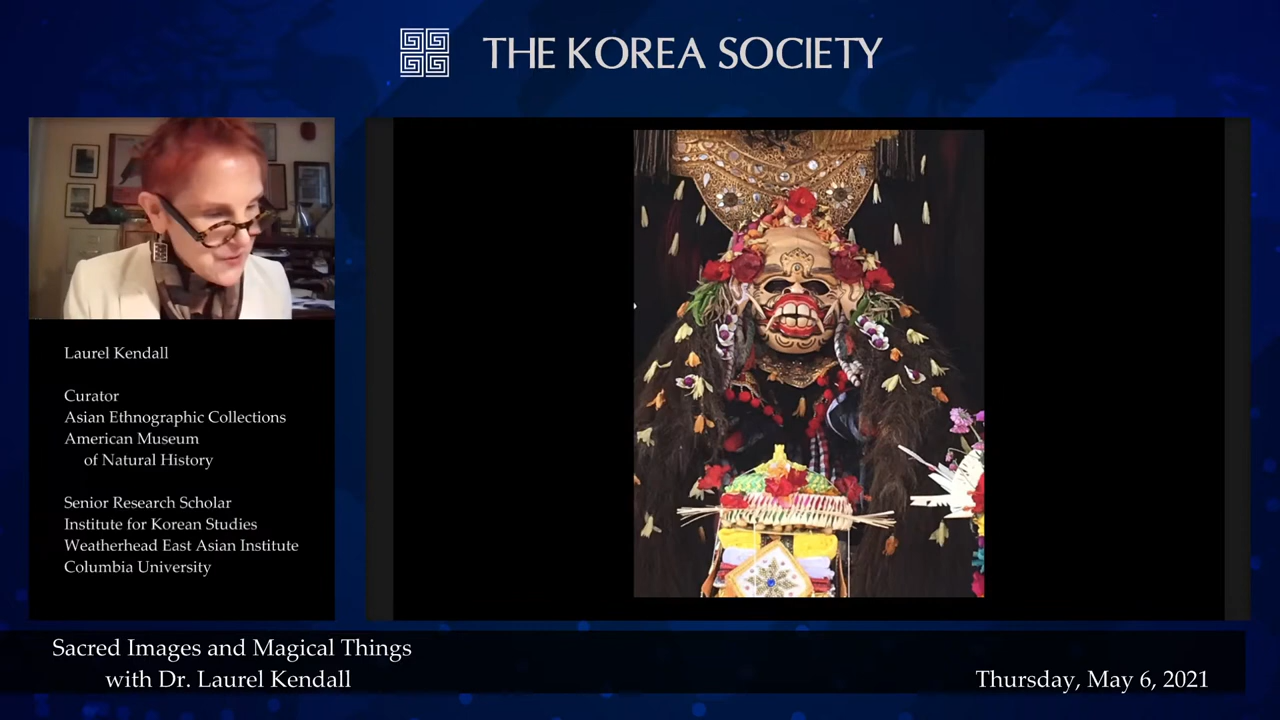 THE KOREA SOCIETY
Laurel Kendall
Curator
Asian Ethnographic Collections
American Museum
of Natural History
Senior Research Scholar
Institute for Korean Studies
Weatherhead East Asian Institute
Columbia University
Sacred Images and Magical Things
with Dr. Laurel Kendall
Thursday, May 6, 2021